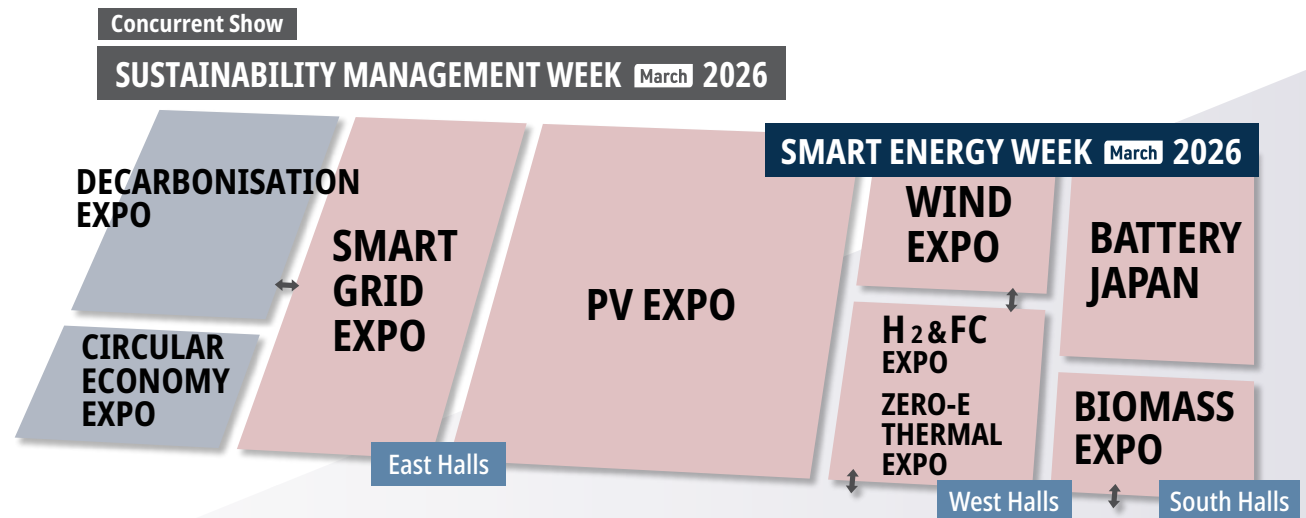 Concurrent Show
SUSTAINABILITY MANAGEMENT WEEK March 2026
SMART ENERGY WEEK March 2026
DECARBONISATION
EXPO
CIRCULAR
ECONOMY
EXPO
SMART
GRID
EXPO
PV EXPO
WIND
EXPO
H2&FC
EXPO
ZERO-E
THERMAL
EXPO
BATTERY
JAPAN
BIOMASS
EXPO
East Halls
West Halls
South Halls